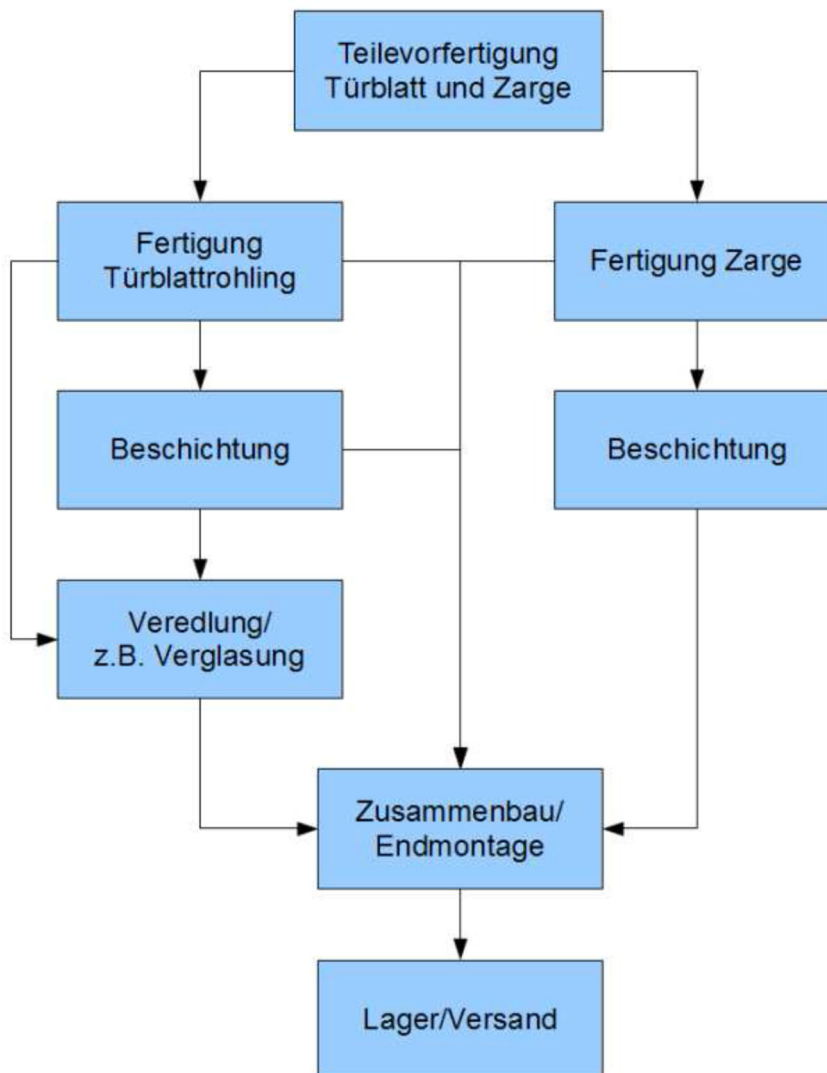 Teilevorfertigung
Türblatt und Zarge
Fertigung
Türblattrohling
Fertigung Zarge
Beschichtung
Beschichtung
Veredlung/
z.B. Verglasung
Zusammenbau/
Endmontage
Lager/Versand